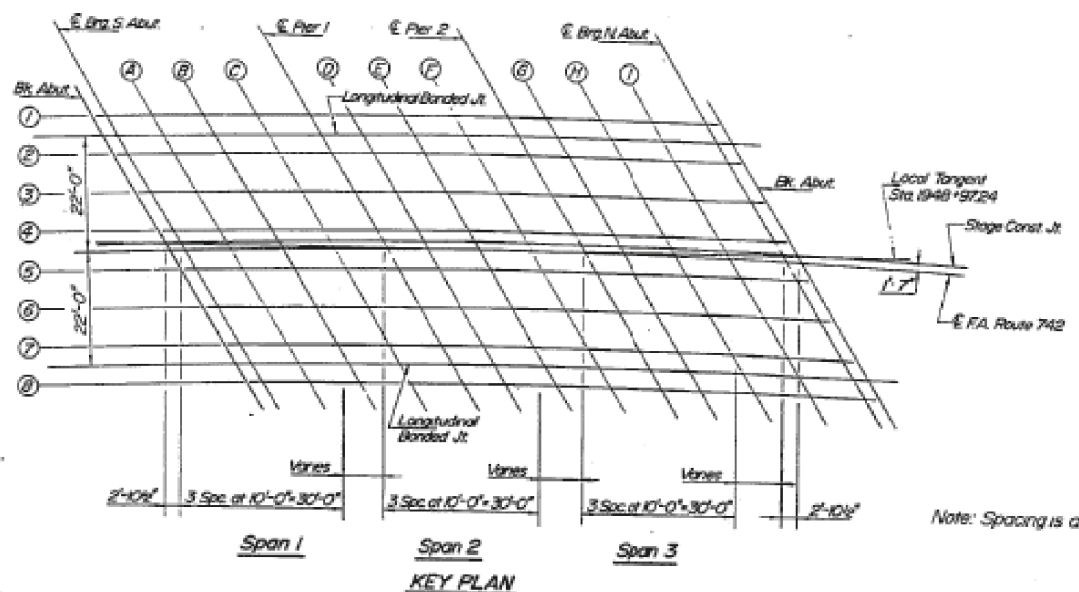 ℄ Brg. S. Abut.
℄ Pier 1
℄ Pier 2
℄ Brg. N. Abut.
A
B
C
D
E
F
G
H
I
Bk. Abut.
Longitudinal Bonded Jt.
1
2
3
4
5
6
7
8
22'-0"
22'-0"
Bk. Abut.
Local Tangent
Sta. 1948+97.24
Stage Const. Jt.
1'-7"
℄ F.A. Route 742
Longitudinal
Bonded Jt.
Varies
Varies
Varies
2'-10½"
3 Spc. at 10'-0"=30'-0"
3 Spc. at 10'-0"=30'-0"
3 Spc. at 10'-0"=30'-0"
2'-10½"
Note: Spacing is a
Span 1
Span 2
Span 3
KEY PLAN